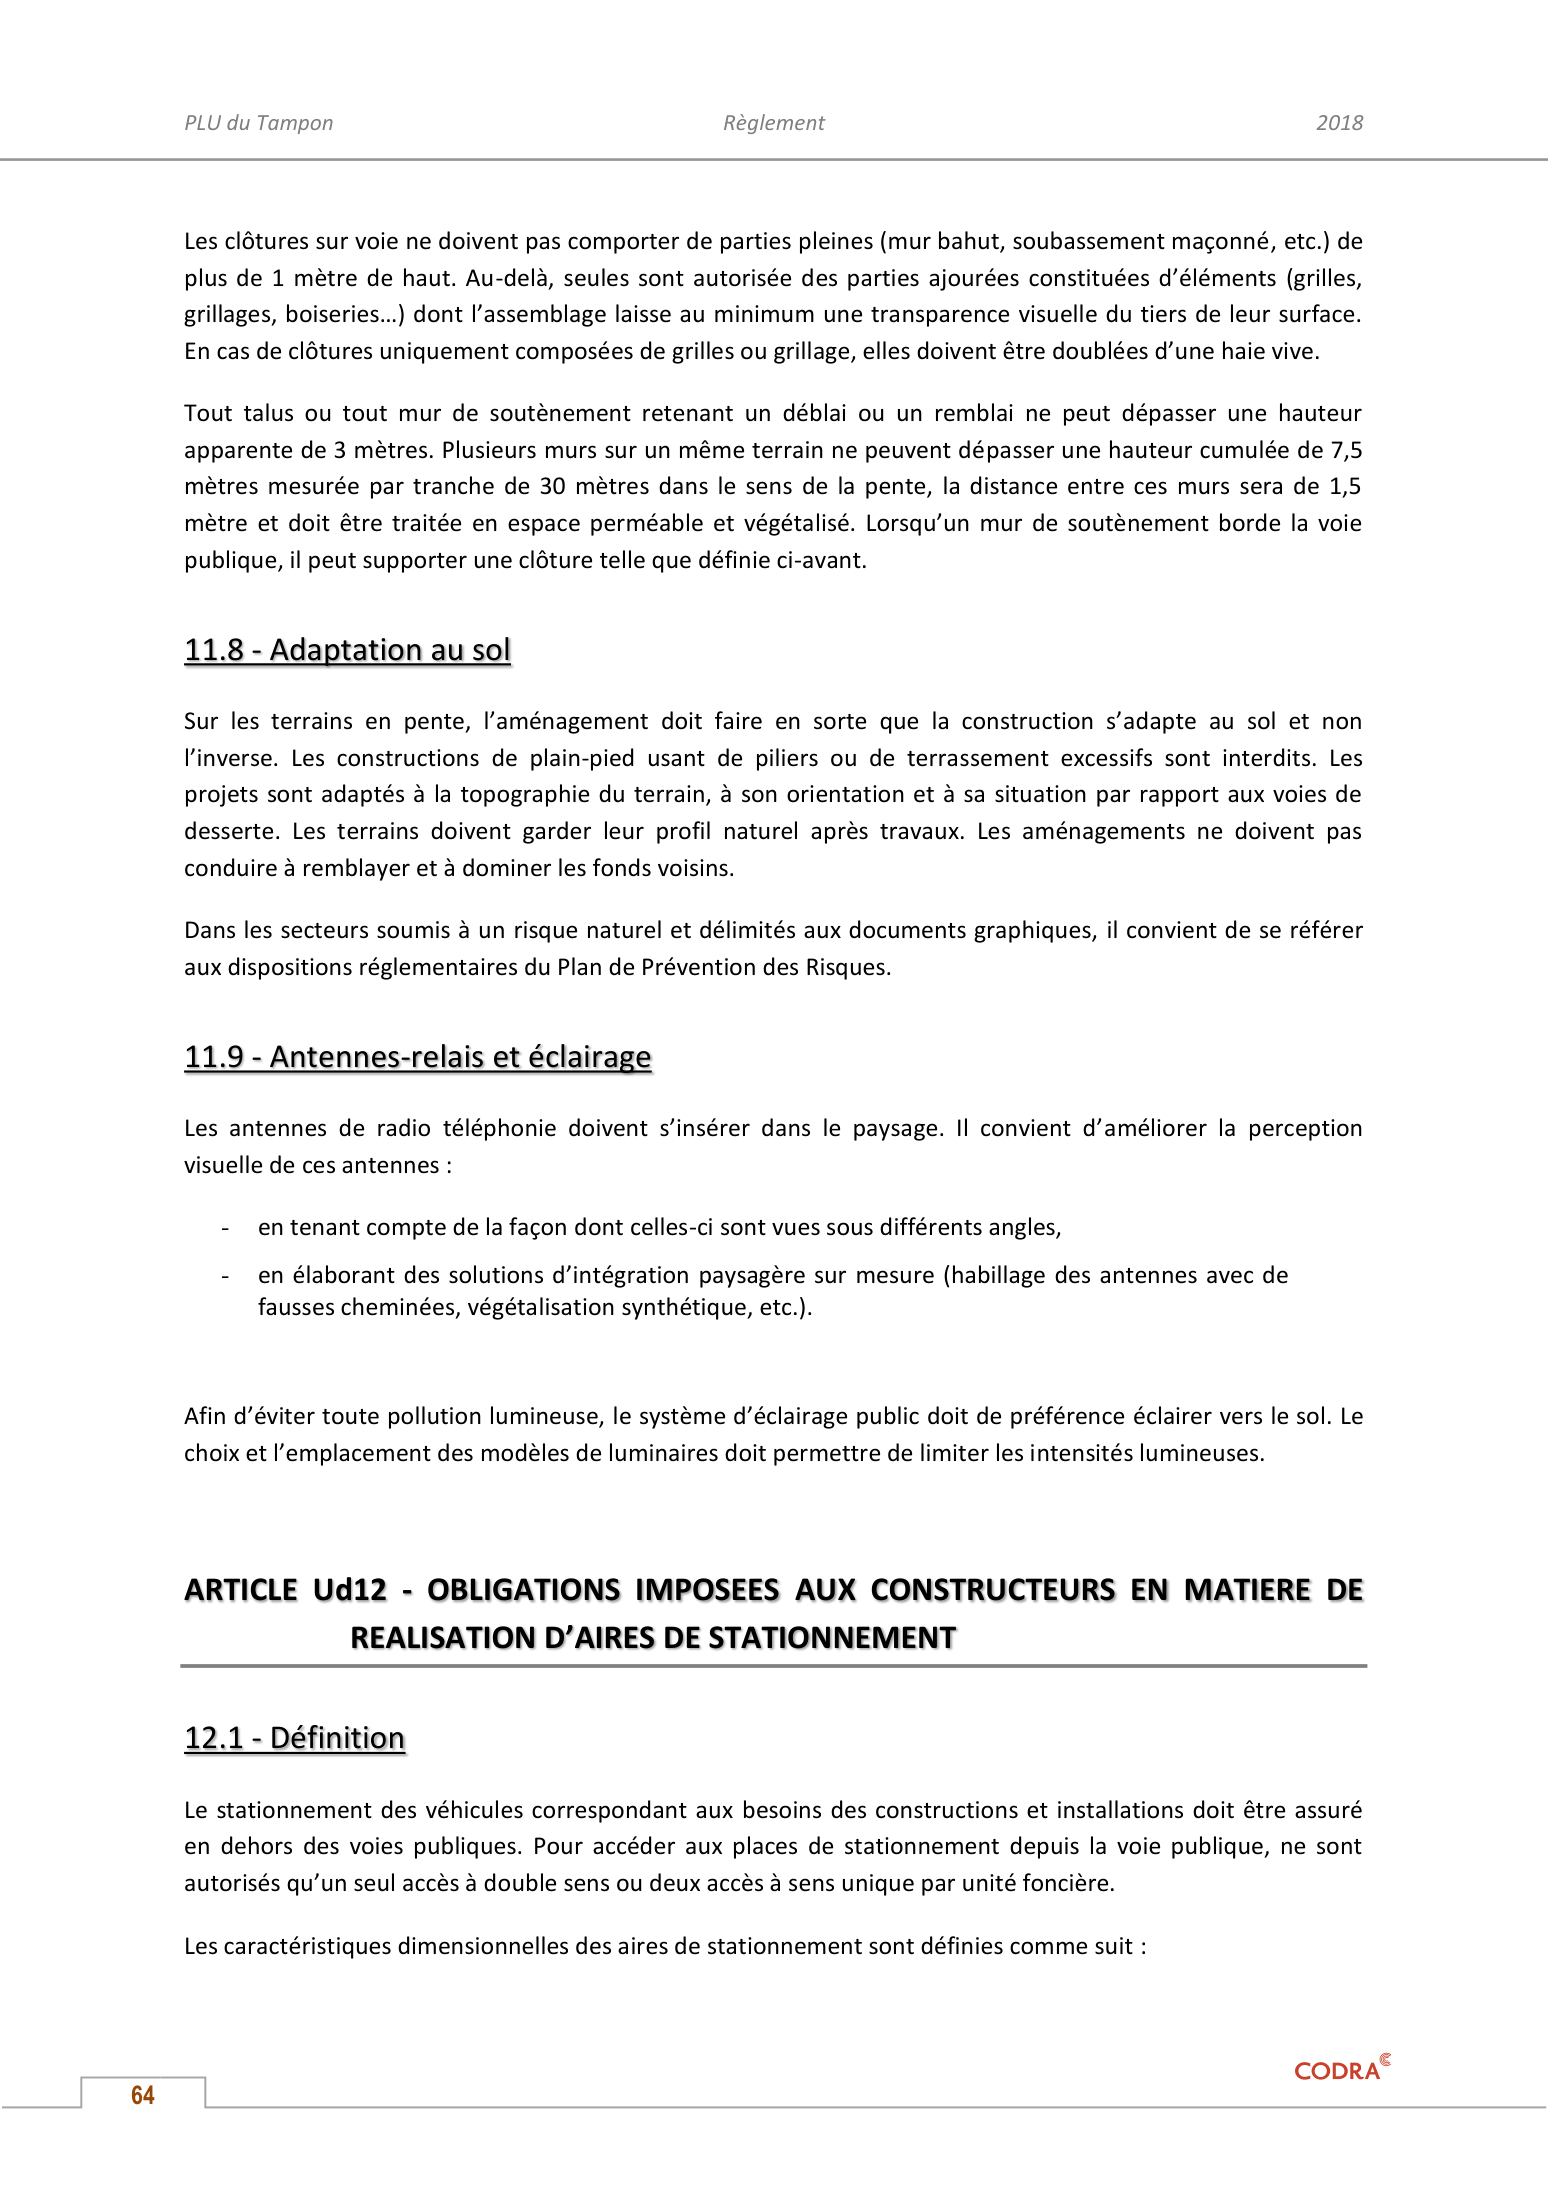 PLU du Tampon Règlement 2018
Les clôtures sur voie ne doivent pas comporter de parties pleines (mur bahut, soubassement maçonné, etc.) de
plus de 1 mètre de haut. Au-delà, seules sont autorisée des parties ajourées constituées d’éléments (grilles,
grillages, boiseries…) dont l’assemblage laisse au minimum une transparence visuelle du tiers de leur surface.
En cas de clôtures uniquement composées de grilles ou grillage, elles doivent être doublées d’une haie vive.
Tout talus ou tout mur de soutènement retenant un déblai ou un remblai ne peut dépasser une hauteur
apparente de 3 mètres. Plusieurs murs sur un même terrain ne peuvent dépasser une hauteur cumulée de 7,5
mètres mesurée par tranche de 30 mètres dans le sens de la pente, la distance entre ces murs sera de 1,5
mètre et doit être traitée en espace perméable et végétalisé. Lorsqu’un mur de soutènement borde la voie
publique, il peut supporter une clôture telle que définie ci-avant.
11.8 - Adaptation au sol
Sur les terrains en pente, l’aménagement doit faire en sorte que la construction s’adapte au sol et non
l’inverse. Les constructions de plain-pied usant de piliers ou de terrassement excessifs sont interdits. Les
projets sont adaptés à la topographie du terrain, à son orientation et à sa situation par rapport aux voies de
desserte. Les terrains doivent garder leur profil naturel après travaux. Les aménagements ne doivent pas
conduire à remblayer et à dominer les fonds voisins.
Dans les secteurs soumis à un risque naturel et délimités aux documents graphiques, il convient de se référer
aux dispositions réglementaires du Plan de Prévention des Risques.
11.9 - Antennes-relais et éclairage
Les antennes de radio téléphonie doivent s’insérer dans le paysage. Il convient d’améliorer la perception
visuelle de ces antennes :
- en tenant compte de la façon dont celles-ci sont vues sous différents angles,
- en élaborant des solutions d’intégration paysagère sur mesure (habillage des antennes avec de
fausses cheminées, végétalisation synthétique, etc.).
Afin d’éviter toute pollution lumineuse, le système d’éclairage public doit de préférence éclairer vers le sol. Le
choix et l’emplacement des modèles de luminaires doit permettre de limiter les intensités lumineuses.
ARTICLE Ud12 - OBLIGATIONS IMPOSEES AUX CONSTRUCTEURS EN MATIERE DE
REALISATION D’AIRES DE STATIONNEMENT
12.1 - Définition
Le stationnement des véhicules correspondant aux besoins des constructions et installations doit être assuré
en dehors des voies publiques. Pour accéder aux places de stationnement depuis la voie publique, ne sont
autorisés qu’un seul accès à double sens ou deux accès à sens unique par unité foncière.
Les caractéristiques dimensionnelles des aires de stationnement sont définies comme suit :
CODRA
64